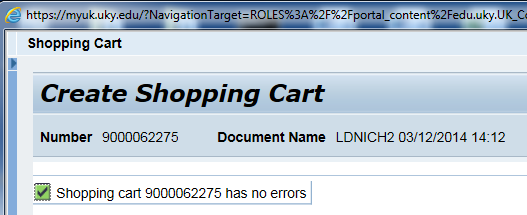 https://myuk.uky.edu/?NavigationTarget=ROLES%3A%2F%2Fportal_content%2Fedu.uky.UK_Co
Shopping Cart
Create Shopping Cart
Number 9000062275 Document Name LDNICH2 03/12/2014 14:12
Shopping cart 9000062275 has no errors